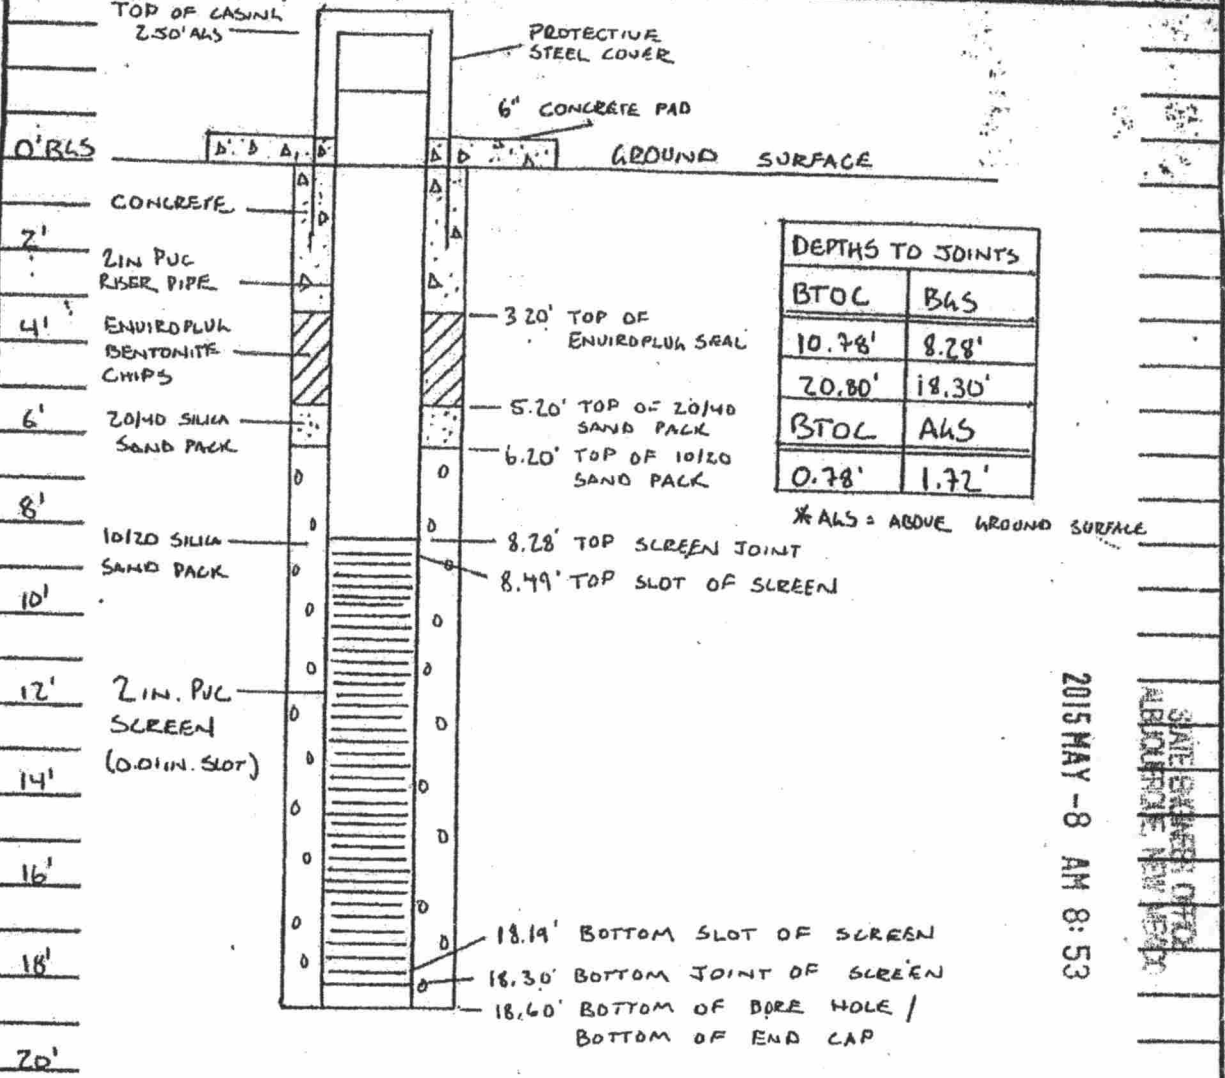 TOP OF CASING
2.50' AGS
PROTECTIVE
STEEL COVER
6" CONCRETE PAD
0' BGS
GROUND SURFACE
CONCRETE
2'
2 IN PVC
RISER PIPE
4'
ENVIROPLUG
BENTONITE
CHIPS
3.20' TOP OF
ENVIROPLUG SEAL
6'
20/40 SILICA
SAND PACK
5.20' TOP OF 20/40
SAND PACK
6.20' TOP OF 10/20
SAND PACK
DEPTHS TO JOINTS
BTOC BGS
10.78' 8.28'
20.80' 18.30'
BTOC AGS
0.78' 1.72'
* AGS = ABOVE GROUND SURFACE
8'
10/20 SILICA
SAND PACK
8.28' TOP SCREEN JOINT
8.49' TOP SLOT OF SCREEN
10'
12'
2 IN. PVC
SCREEN
(0.01 IN. SLOT)
14'
16'
18'
18.19' BOTTOM SLOT OF SCREEN
18.30' BOTTOM JOINT OF SCREEN
18.60' BOTTOM OF BORE HOLE /
BOTTOM OF END CAP
20'
STATE ENGINEER OFFICE
ALBUQUERQUE NEW MEXICO
2015 MAY -8 AM 8:53